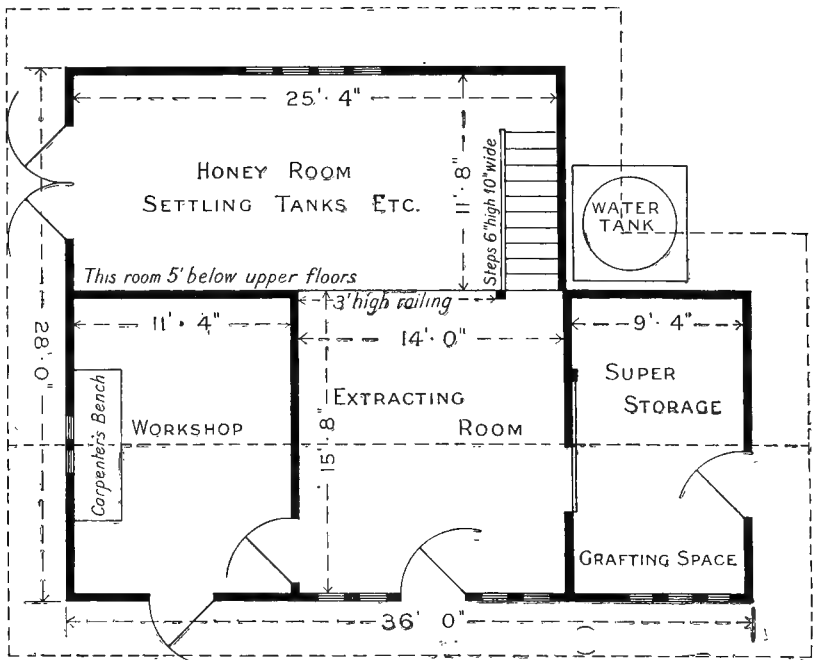 25'· 4"
HONEY ROOM
SETTLING TANKS ETC.
11'· 8"
Steps 6"high 10"wide
WATER
TANK
This room 5' below upper floors
3' high railing
28'· 0"
11'· 4"
14'· 0"
9'· 4"
Carpenter's Bench
WORKSHOP
15'· 8"
EXTRACTING
ROOM
SUPER
STORAGE
GRAFTING SPACE
36' 0"